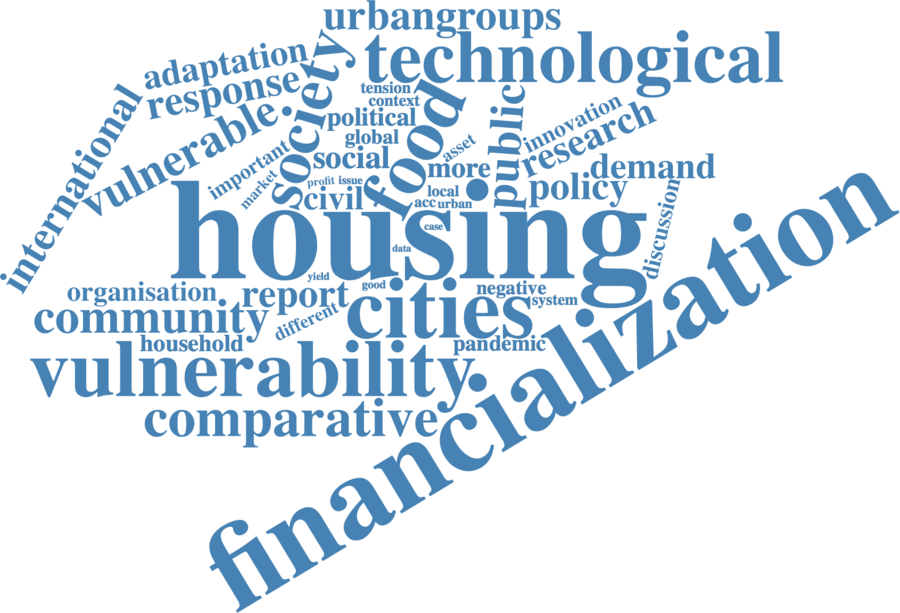 urbangroups
technological
adaptation
response
society
tension
context
political
global
social
food
public
innovation
research
international
vulnerable
important
market
profit
issue
civil
asset
more
local
acc
urban
demand
policy
discussion
housing
case
data
yield
good
organisation
report
community
different
household
cities
negative
system
pandemic
vulnerability
comparative
financialization